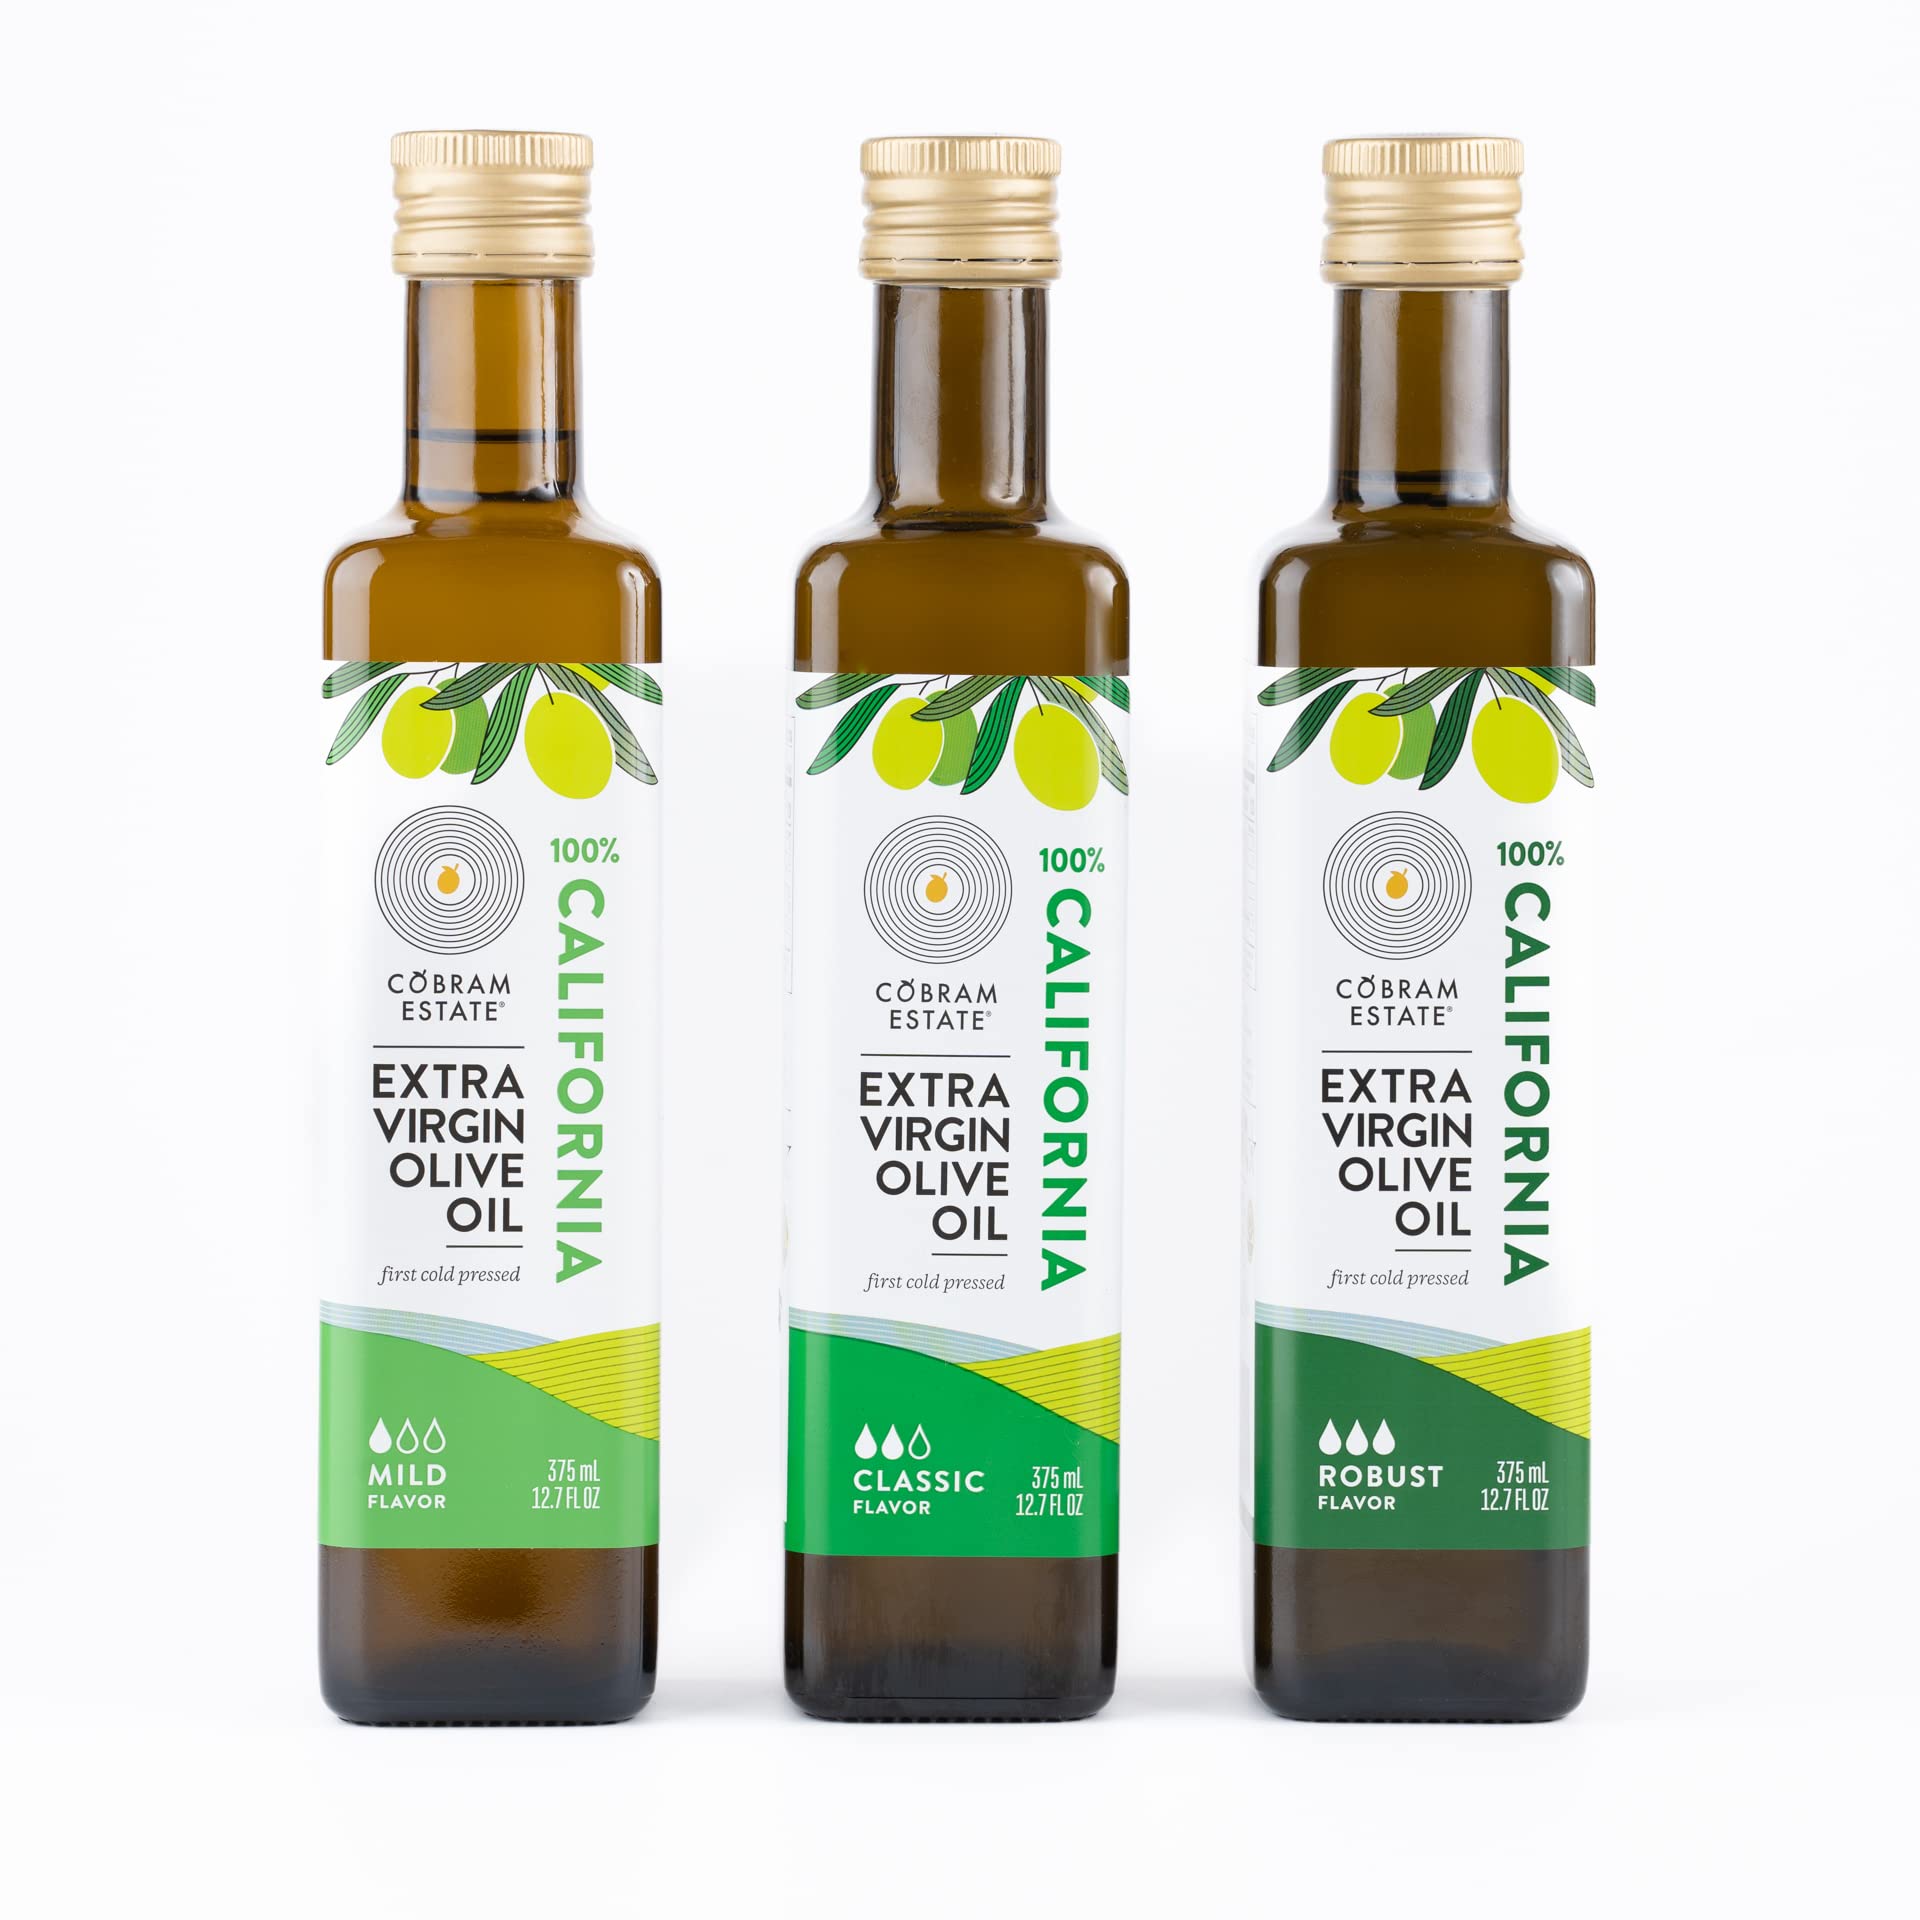 COBRAM
ESTATE®
100%
CALIFORNIA
EXTRA
VIRGIN
OLIVE
OIL
first cold pressed
MILD
FLAVOR
375 mL
12.7 FL OZ
COBRAM
ESTATE®
100%
CALIFORNIA
EXTRA
VIRGIN
OLIVE
OIL
first cold pressed
CLASSIC
FLAVOR
375 mL
12.7 FL OZ
COBRAM
ESTATE®
100%
CALIFORNIA
EXTRA
VIRGIN
OLIVE
OIL
first cold pressed
ROBUST
FLAVOR
375 mL
12.7 FL OZ